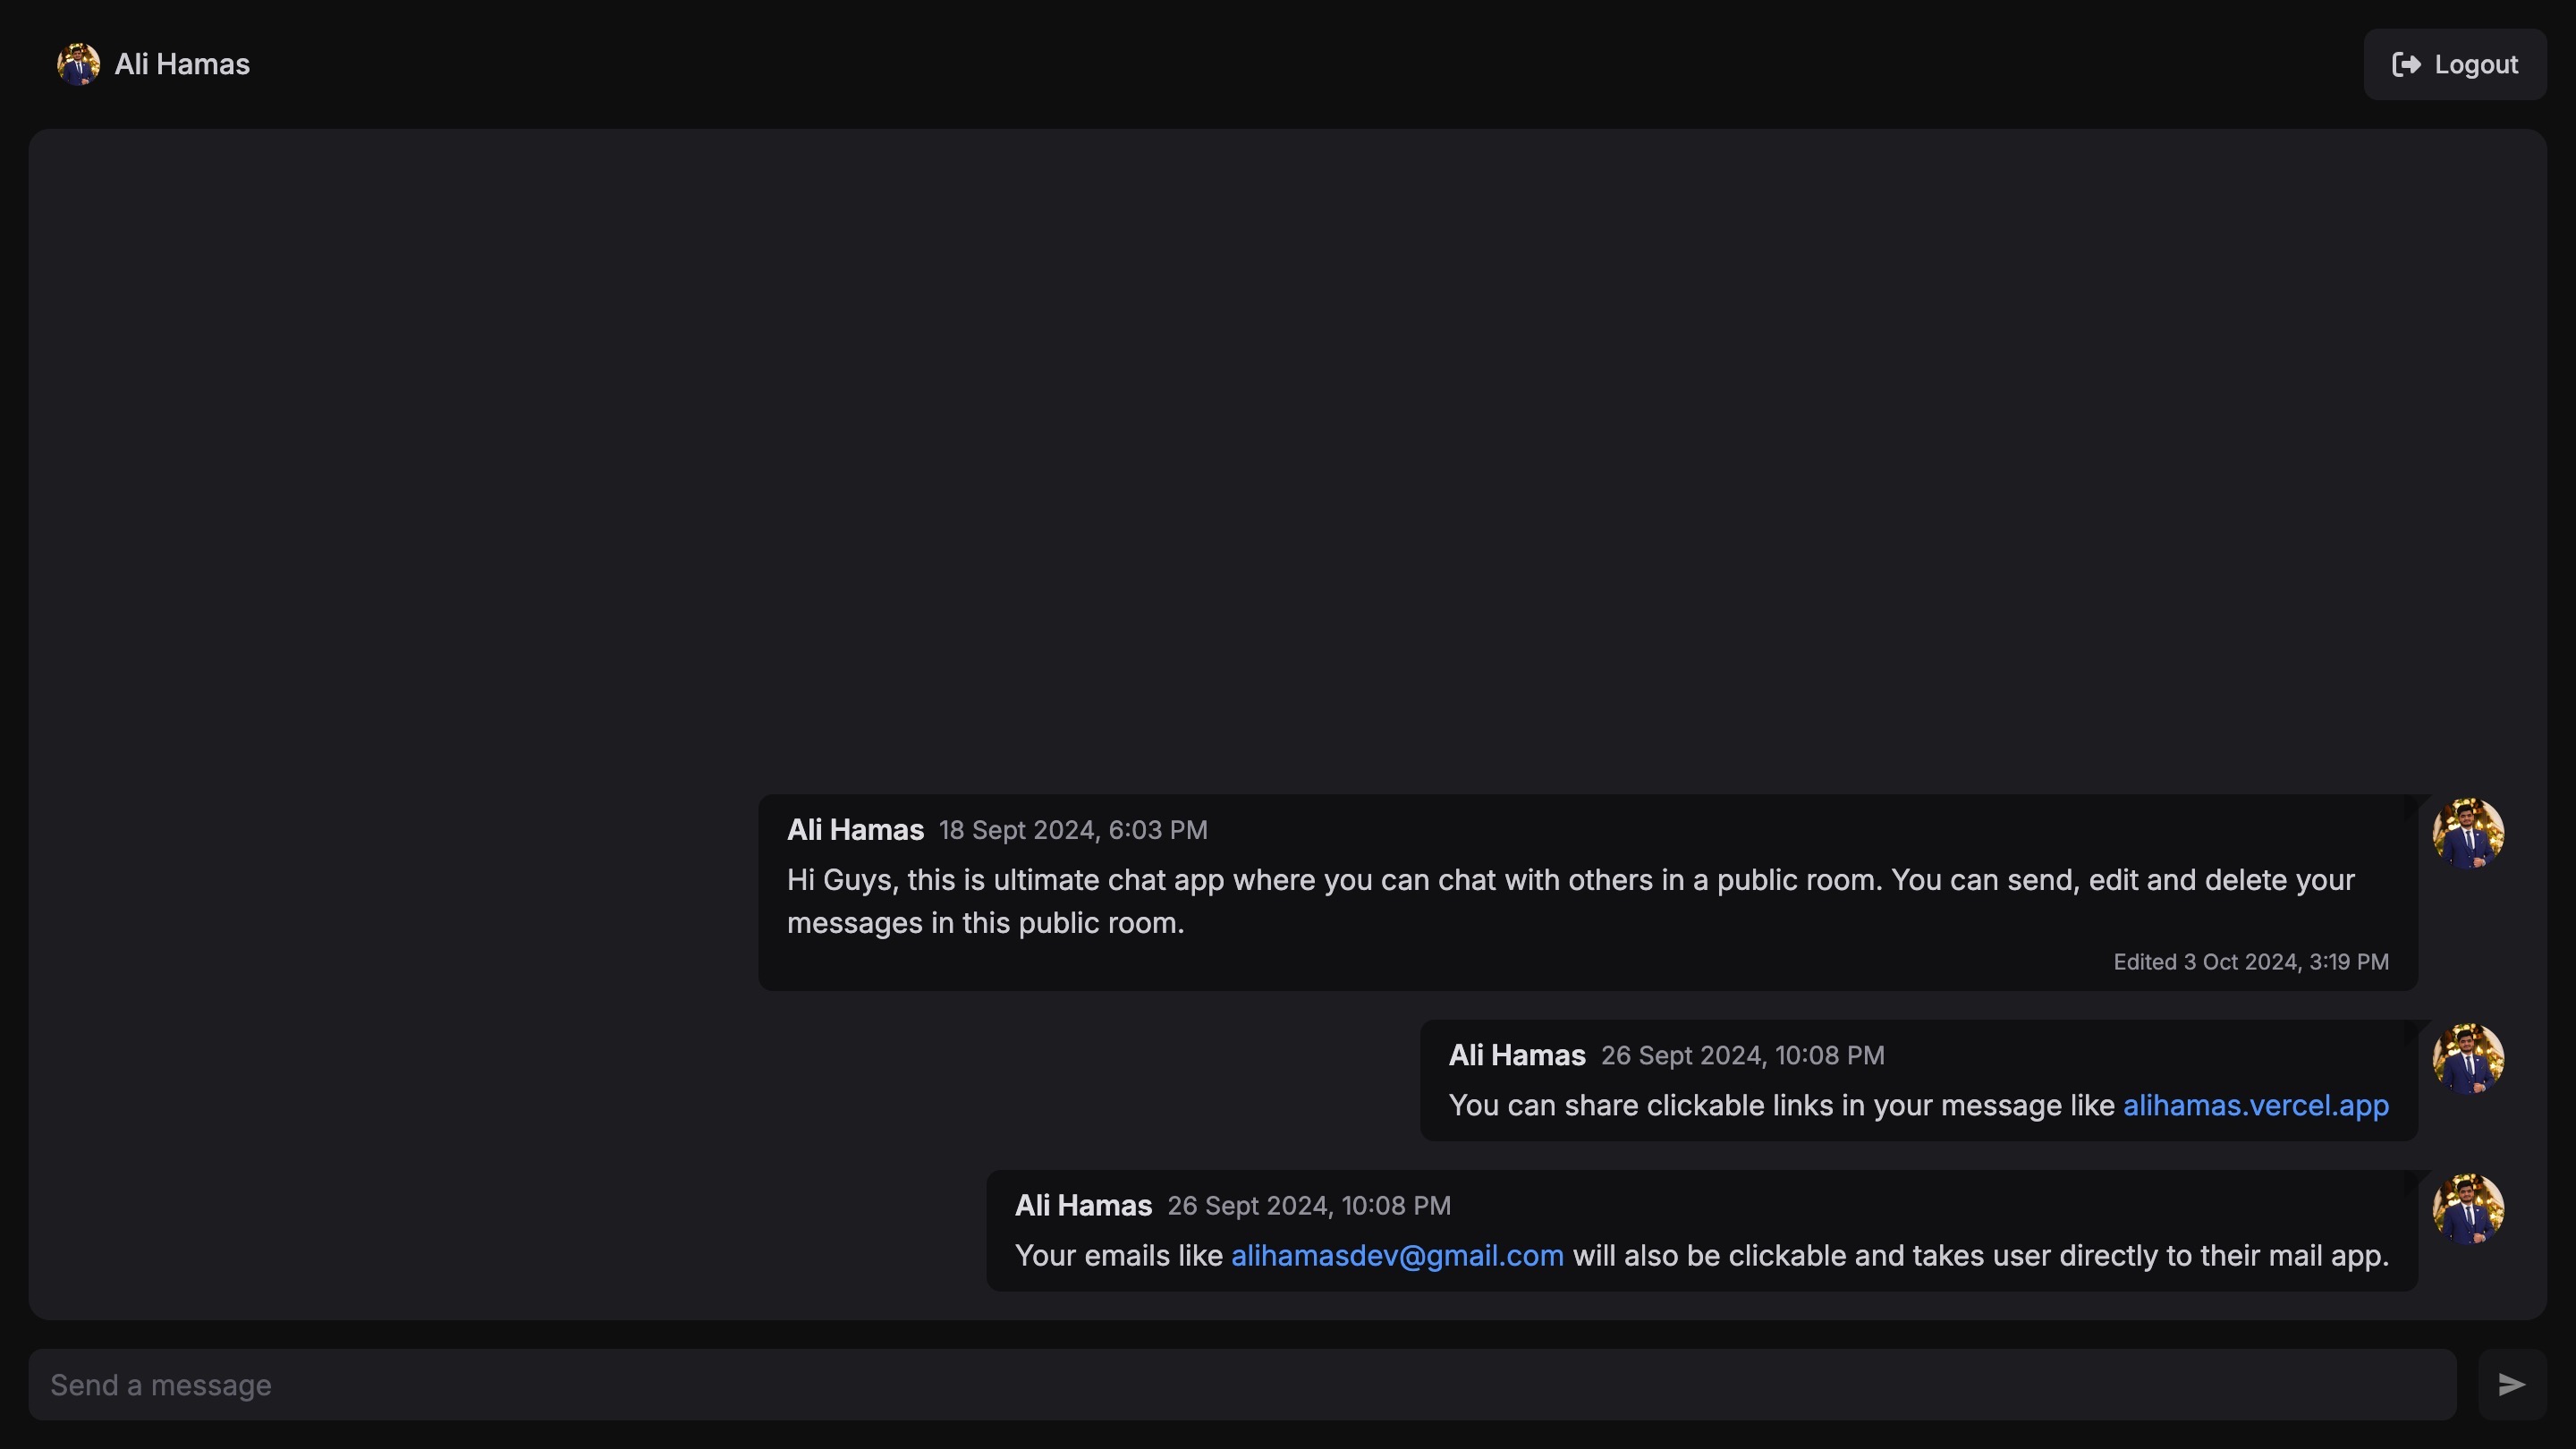 Ali Hamas
Logout
Ali Hamas 18 Sept 2024, 6:03 PM
Hi Guys, this is ultimate chat app where you can chat with others in a public room. You can send, edit and delete your
messages in this public room.
Edited 3 Oct 2024, 3:19 PM
Ali Hamas 26 Sept 2024, 10:08 PM
You can share clickable links in your message like alihamas.vercel.app
Ali Hamas 26 Sept 2024, 10:08 PM
Your emails like alihamasdev@gmail.com will also be clickable and takes user directly to their mail app.
Send a message